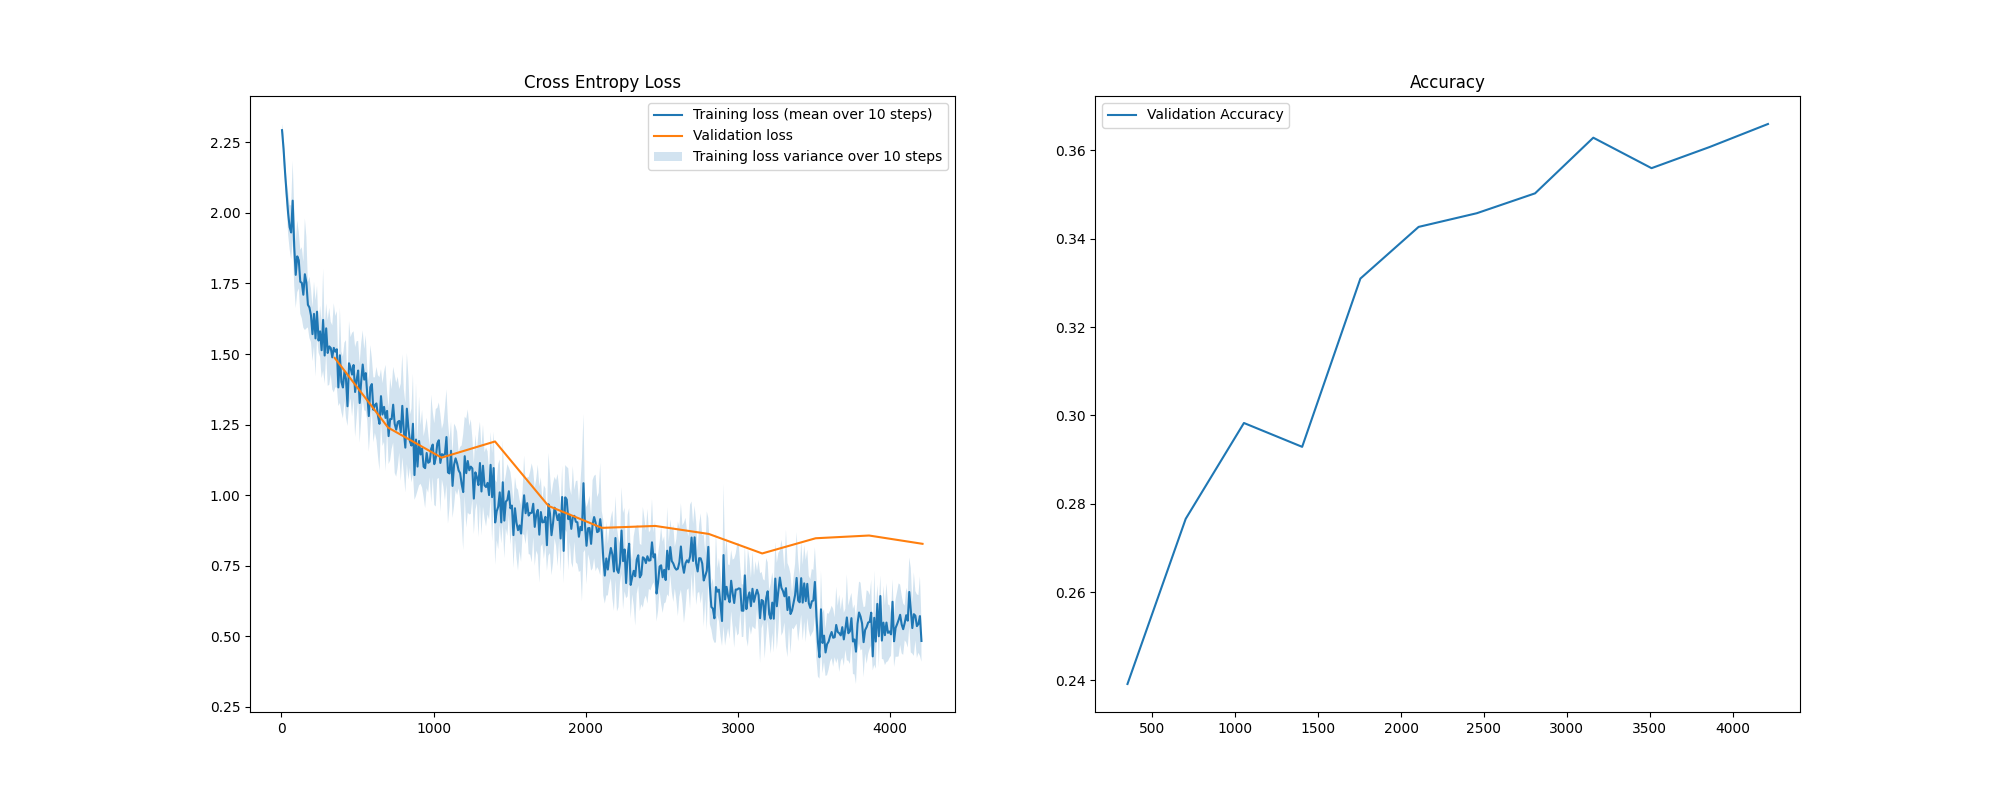 Cross Entropy Loss
Training loss (mean over 10 steps)
Validation loss
Training loss variance over 10 steps
2.25
2.00
1.75
1.50
1.25
1.00
0.75
0.50
0.25
0 1000 2000 3000 4000
Accuracy
Validation Accuracy
0.36
0.34
0.32
0.30
0.28
0.26
0.24
500 1000 1500 2000 2500 3000 3500 4000